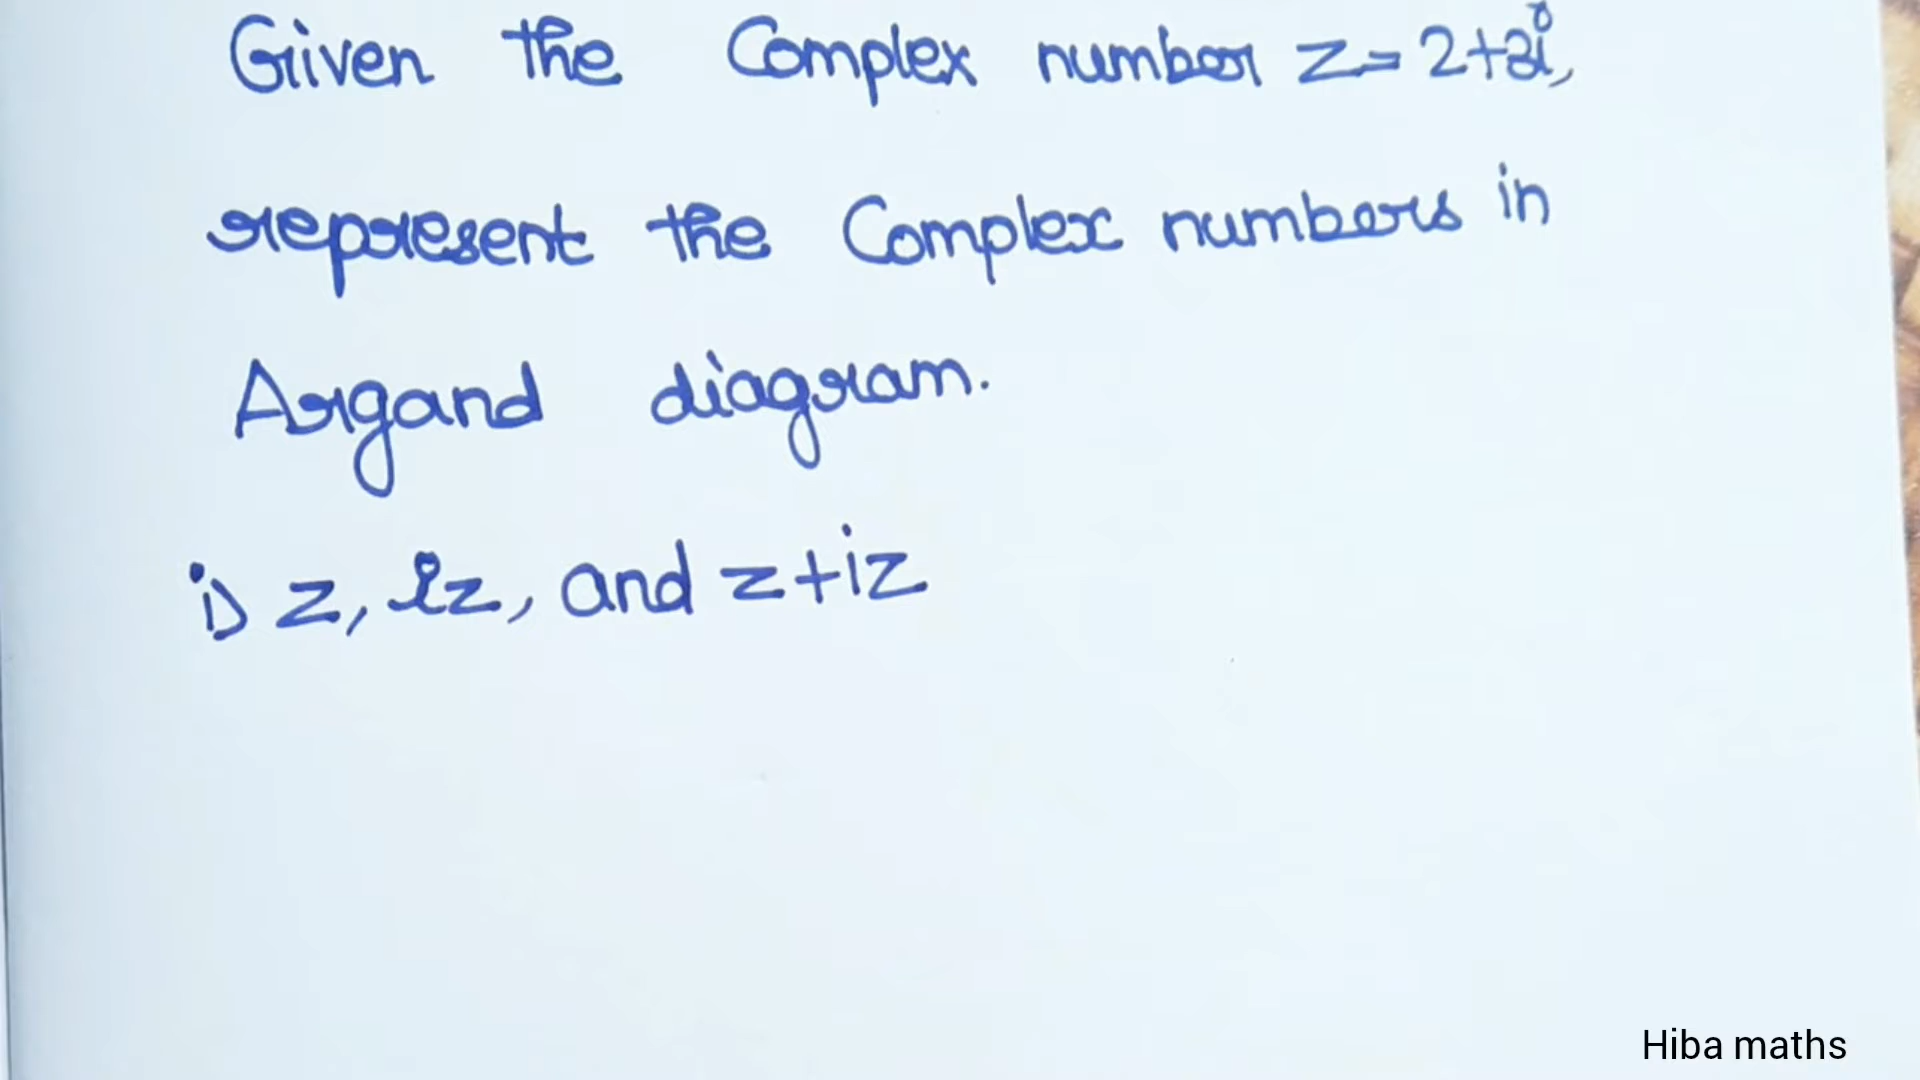 Given the Complex number z=2+3i,
represent the Complex numbers in
Argand diagram.
i) z, iz, and z+iz
Hiba maths